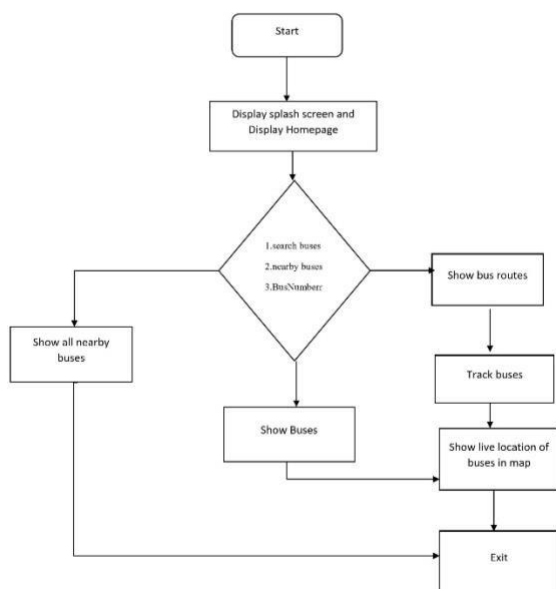 Start
Display splash screen and
Display Homepage
1.search buses
2.nearby buses
3.BusNumber:
Show bus routes
Show all nearby
buses
Track buses
Show Buses
Show live location of
buses in map
Exit